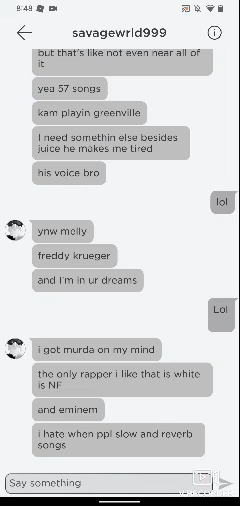 8:48
savagewrld999
but that's like not even near all of
it
yea 57 songs
kam playin greenville
I need somethin else besides
juice he makes me tired
his voice bro
lol
ynw melly
freddy krueger
and I'm in ur dreams
Lol
i got murda on my mind
the only rapper i like that is white
is NF
and eminem
i hate when ppl slow and reverb
songs
Say something